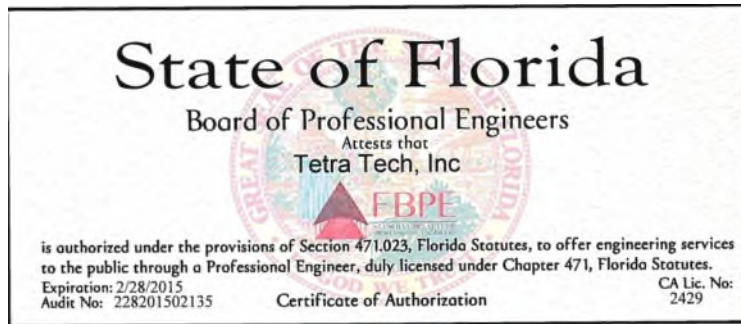 State of Florida
Board of Professional Engineers
Attests that
Tetra Tech, Inc
FBPE
is authorized under the provisions of Section 471.023, Florida Statutes, to offer engineering services
to the public through a Professional Engineer, duly licensed under Chapter 471, Florida Statutes.
Expiration: 2/28/2015
Audit No: 228201502135
Certificate of Authorization
CA Lic. No:
2429